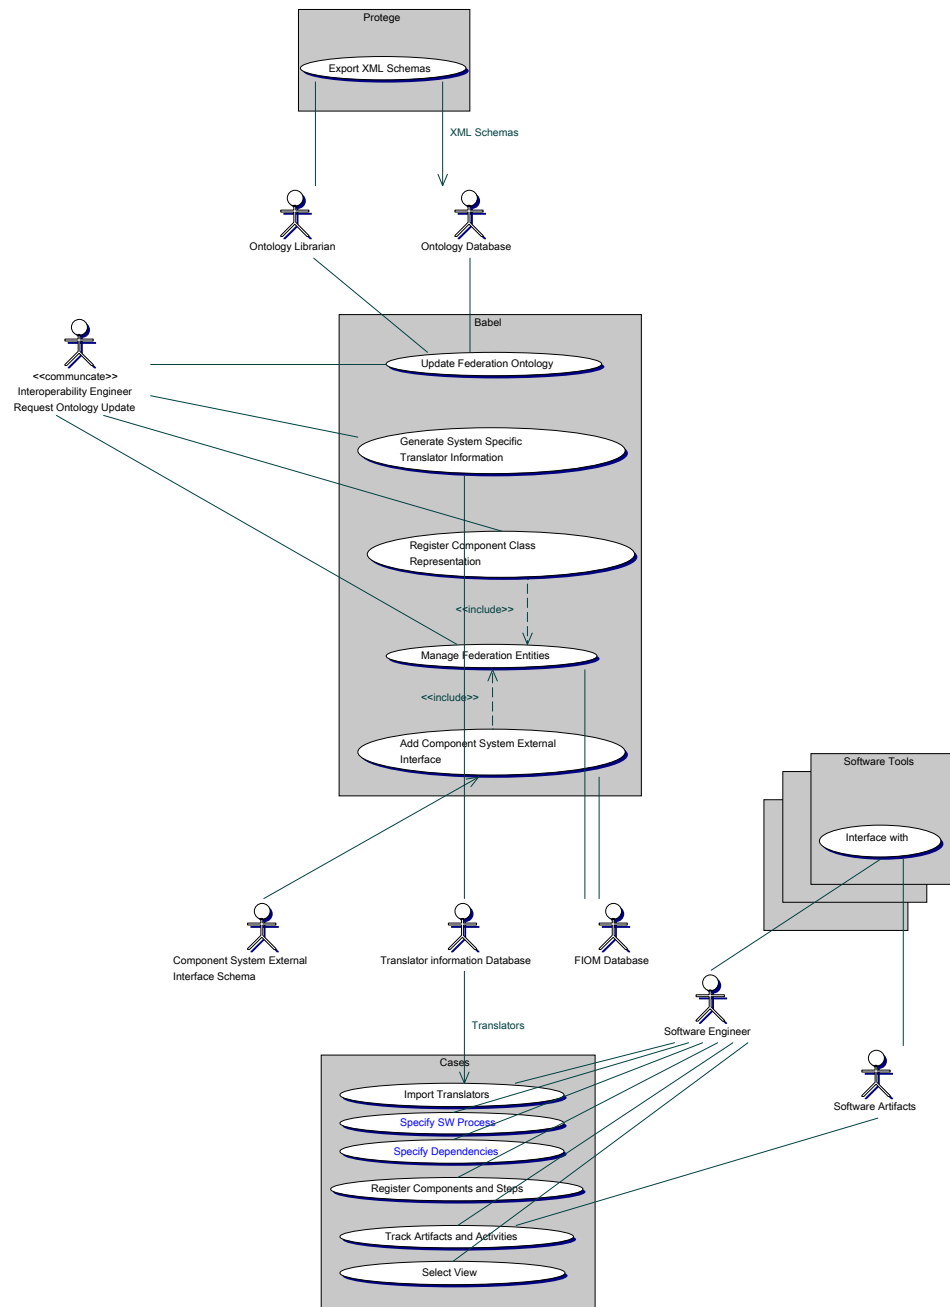 Protege
Export XML Schemas
XML Schemas
Ontology Librarian
Ontology Database
Babel
<<communcate>>
Interoperability Engineer
Request Ontology Update
Update Federation Ontology
Generate System Specific
Translator Information
Register Component Class
Representation
<<include>>
Manage Federation Entities
<<include>>
Add Component System External
Interface
Software Tools
Interface with
Component System External
Interface Schema
Translator information Database
FIOM Database
Software Engineer
Translators
Software Artifacts
Cases
Import Translators
Specify SW Process
Specify Dependencies
Register Components and Steps
Track Artifacts and Activities
Select View